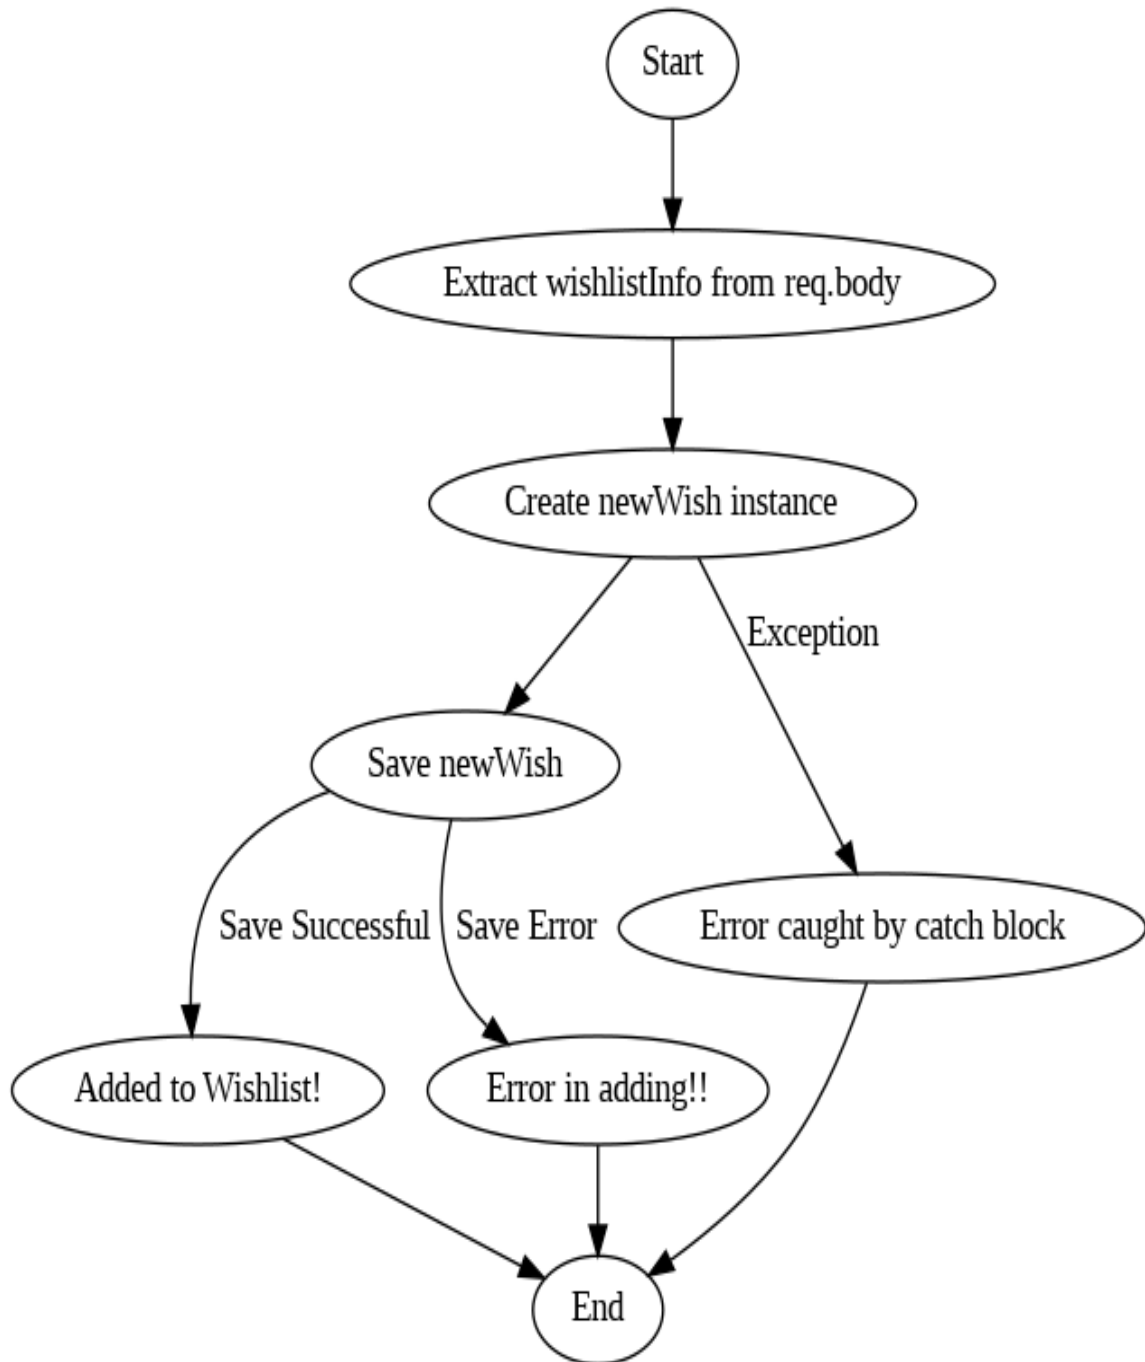 Start
Extract wishlistInfo from req.body
Create newWish instance
Exception
Save newWish
Save Successful
Save Error
Error caught by catch block
Added to Wishlist!
Error in adding!!
End